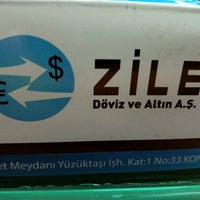 $
€
ZİLE
Döviz ve Altın A.Ş.
et Meydanı Yüzüktaşı İşh. Kat:1 No:33 KON